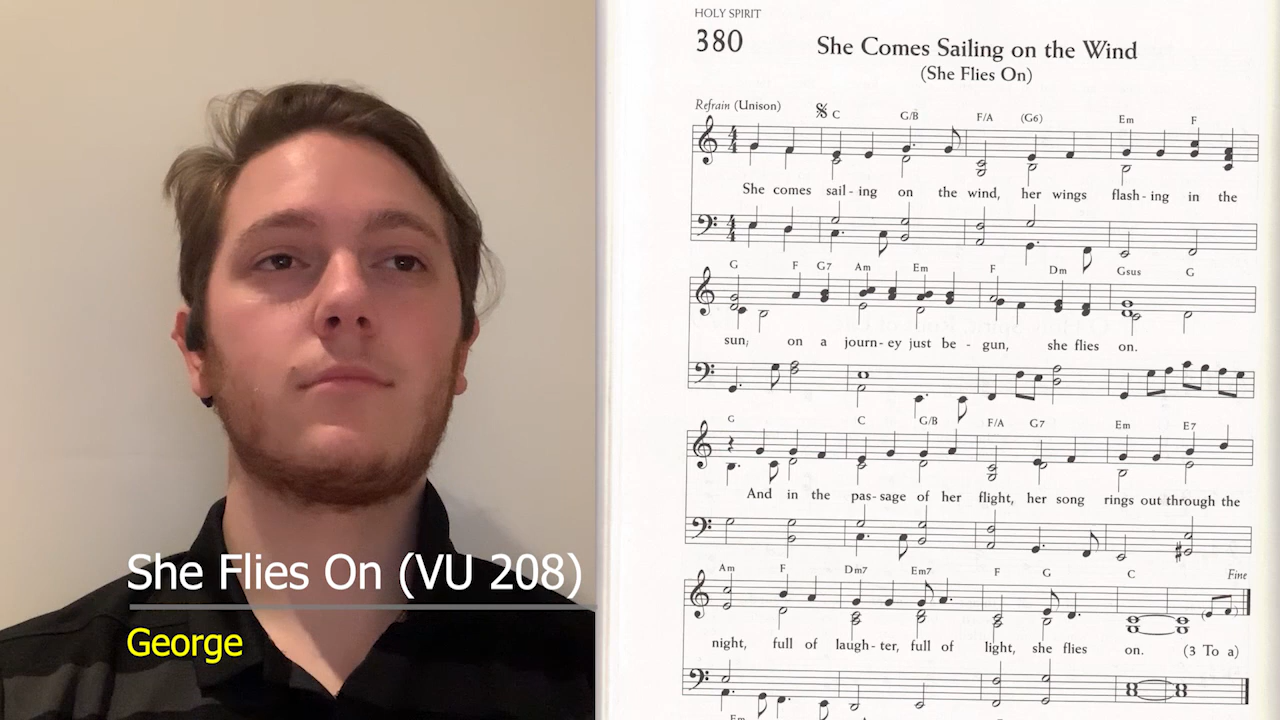 HOLY SPIRIT
380
She Comes Sailing on the Wind
(She Flies On)
Refrain (Unison)
C G/B F/A (G6) Em F
She comes sail - ing on the wind, her wings flash - ing in the
G F G7 Am Em F Dm Gsus G
sun; on a journ - ey just be - gun, she flies on.
G C G/B F/A G7 Em E7
And in the pas - sage of her flight, her song rings out through the
Am F Dm7 Em7 F G C Fine
night, full of laugh - ter, full of light, she flies on. (3 To a)
Em F G
She Flies On (VU 208)
George